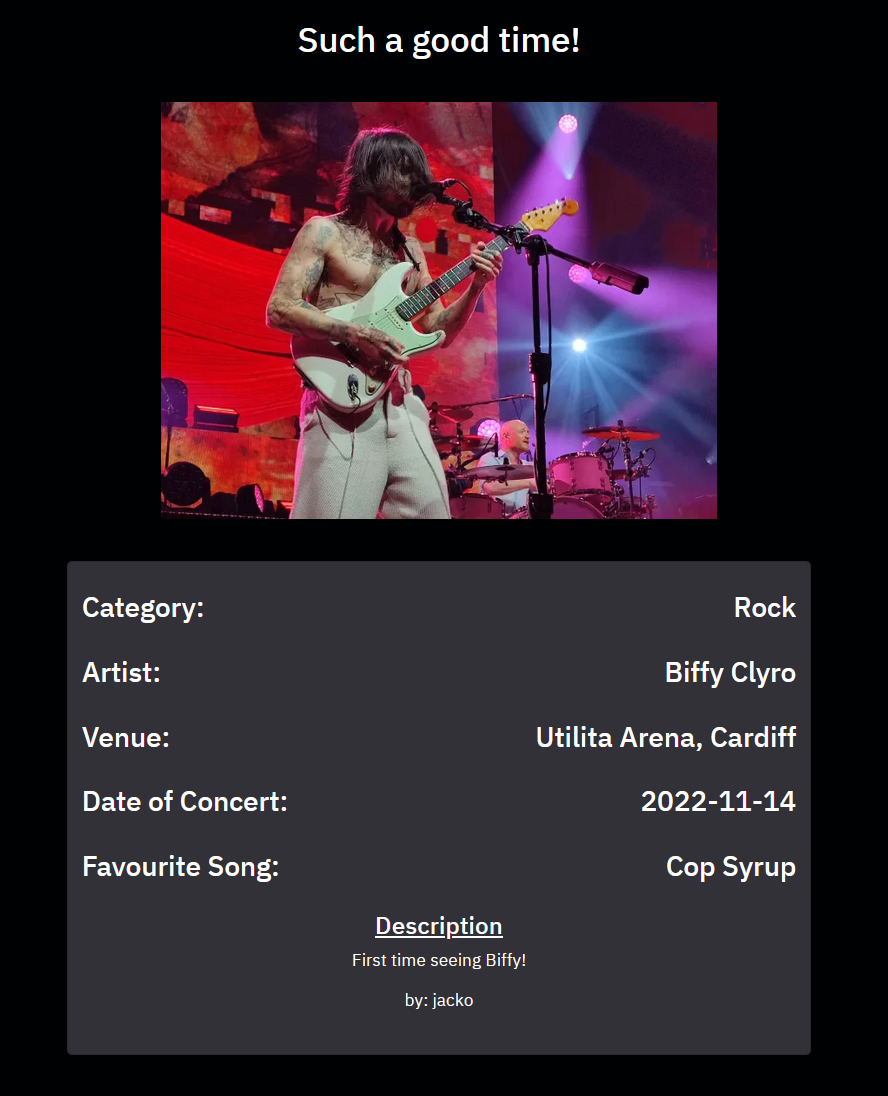 Such a good time!
Category: Rock
Artist: Biffy Clyro
Venue: Utilita Arena, Cardiff
Date of Concert: 2022-11-14
Favourite Song: Cop Syrup
Description
First time seeing Biffy!
by: jacko